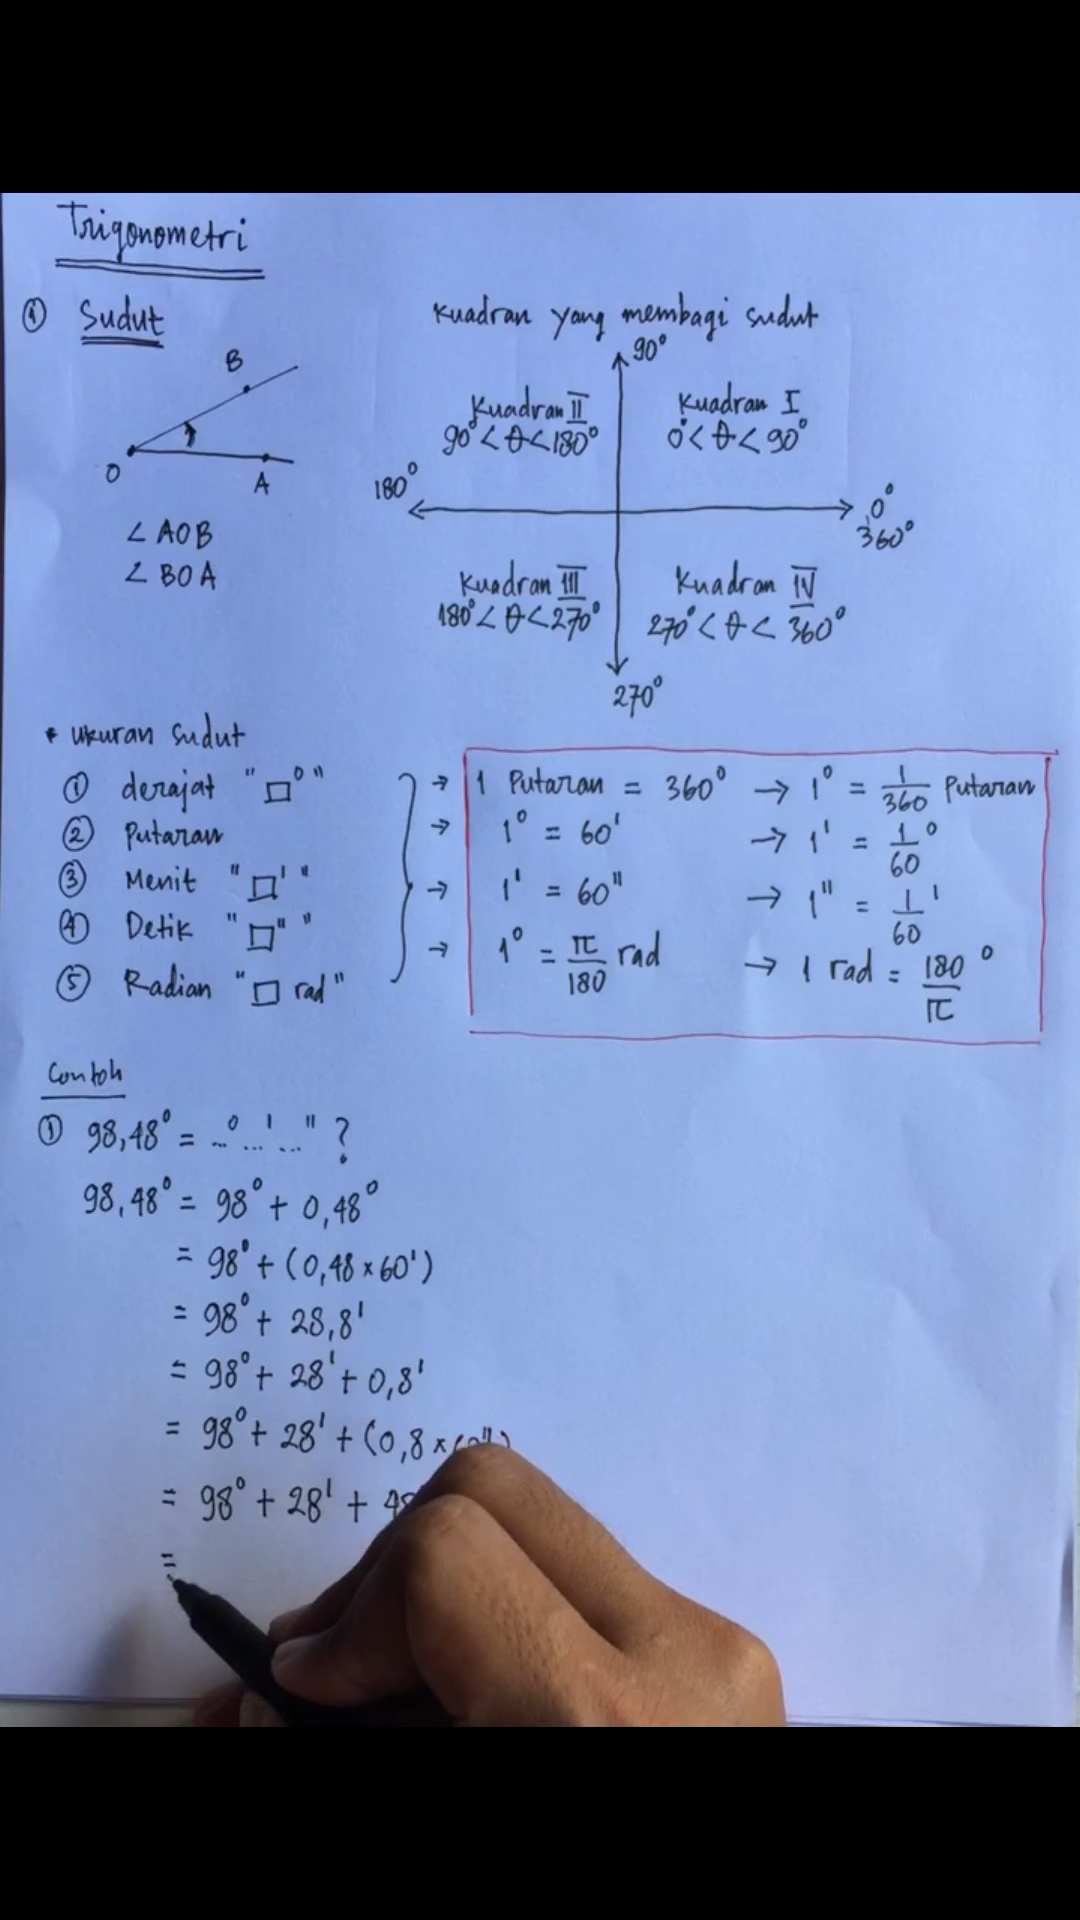 Trigonometri
① Sudut
B
O
A
∠ AOB
∠ BOA
Kuadran yang membagi sudut
90°
Kuadran II
90° < θ < 180°
Kuadran I
0° < θ < 90°
180°
0°
360°
Kuadran III
180° < θ < 270°
Kuadran IV
270° < θ < 360°
270°
* Ukuran sudut
① derajat "□°"
② Putaran
③ Menit "□'"
④ Detik "□""
⑤ Radian "□ rad"
→ 1 Putaran = 360° → 1° = 1/360 Putaran
→ 1° = 60' → 1' = 1/60°
→ 1' = 60" → 1" = 1/60'
→ 1° = π/180 rad → 1 rad = 180/π°
Contoh
① 98,48° = ...° ...' ..." ?
98,48° = 98° + 0,48°
= 98° + (0,48 × 60')
= 98° + 28,8'
= 98° + 28' + 0,8'
= 98° + 28' + (0,8 ×
= 98° + 28' + 48
=